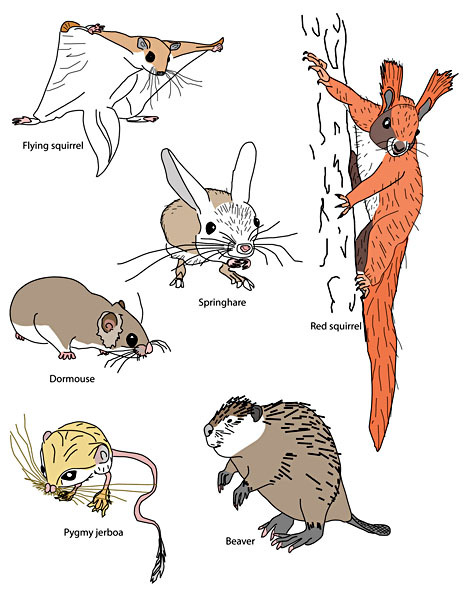 Flying squirrel
Springhare
Red squirrel
Dormouse
Pygmy jerboa
Beaver